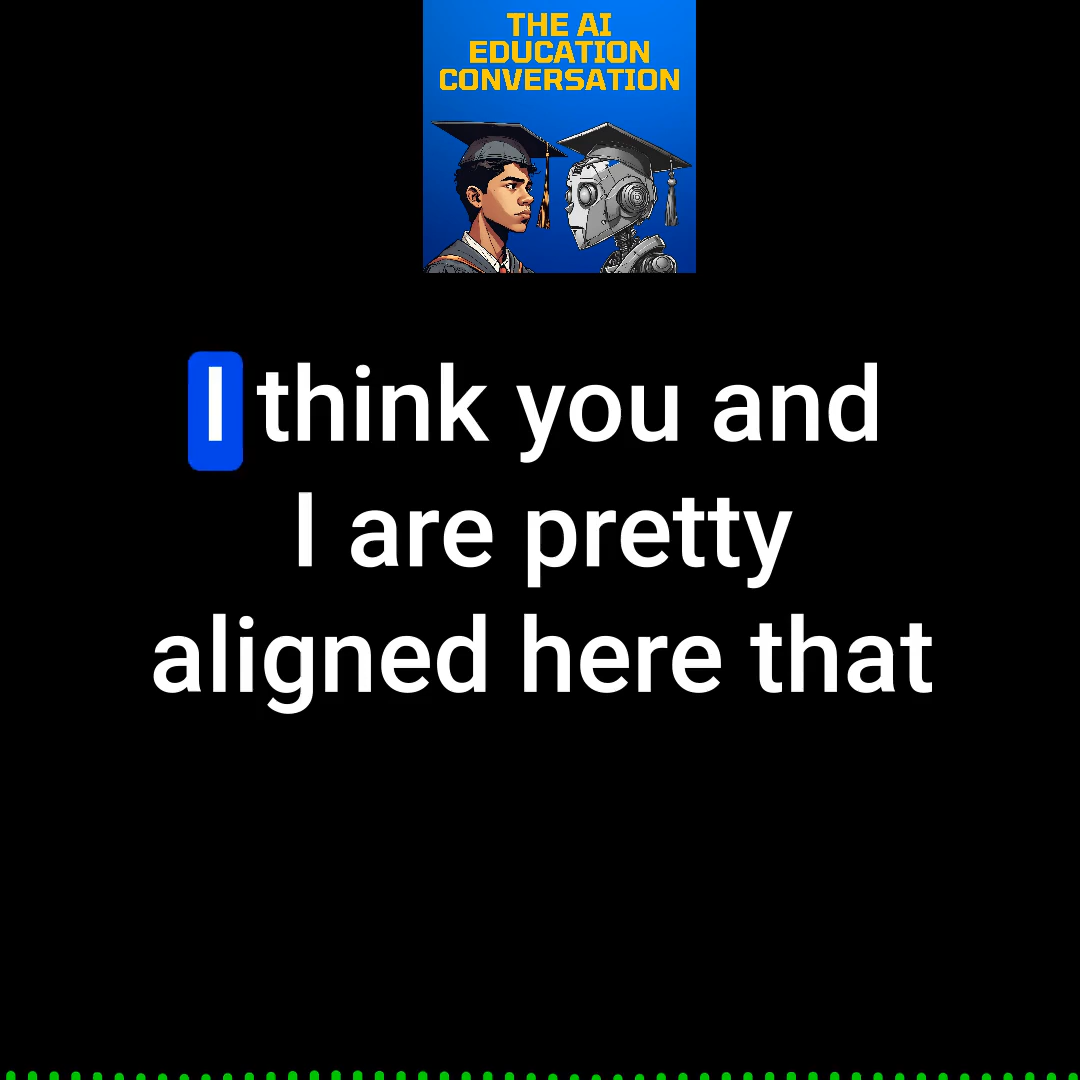 THE AI
EDUCATION
CONVERSATION
I think you and
I are pretty
aligned here that